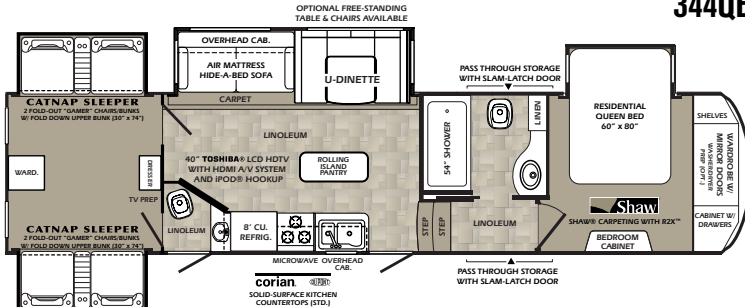 344QB
OPTIONAL FREE-STANDING
TABLE & CHAIRS AVAILABLE
OVERHEAD CAB.
AIR MATTRESS
HIDE-A-BED SOFA
U-DINETTE
CARPET
PASS THROUGH STORAGE
WITH SLAM-LATCH DOOR
CATNAP SLEEPER
2 FOLD-OUT "GAMER" CHAIRS/BUNKS
W/ FOLD DOWN UPPER BUNK (30" x 74")
WARD.
DRESSER
TV PREP
LINOLEUM
40" TOSHIBA® LCD HDTV
WITH HDMI A/V SYSTEM
AND IPOD® HOOKUP
ROLLING
ISLAND
PANTRY
54" SHOWER
LINEN
RESIDENTIAL
QUEEN BED
60" x 80"
SHELVES
WARDROBE W/
MIRROR DOORS
WASHER/DRYER
PREP (OPT.)
CABINET W/
DRAWERS
Shaw
SHAW® CARPETING WITH R2X™
BEDROOM
CABINET
LINOLEUM
STEP
STEP
LINOLEUM
8' CU.
REFRIG.
MICROWAVE
OVERHEAD
CAB.
CATNAP SLEEPER
2 FOLD-OUT "GAMER" CHAIRS/BUNKS
W/ FOLD DOWN UPPER BUNK (30" x 74")
PASS THROUGH STORAGE
WITH SLAM-LATCH DOOR
corian. DUPONT
SOLID-SURFACE KITCHEN
COUNTERTOPS (STD.)